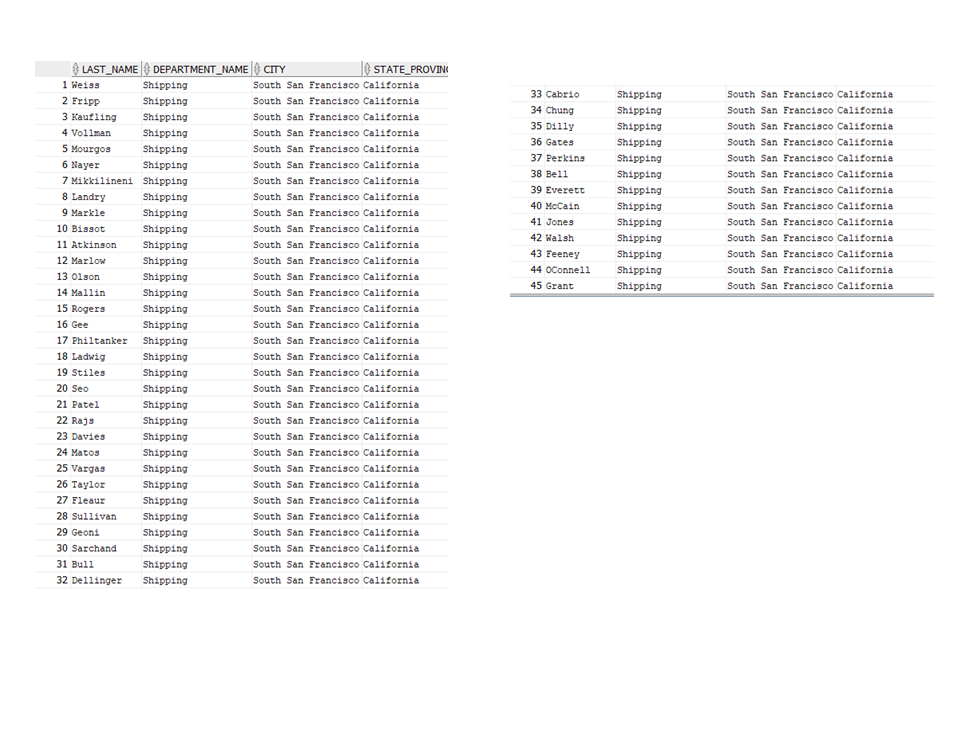 LAST_NAME DEPARTMENT_NAME CITY STATE_PROVINC
1 Weiss Shipping South San Francisco California
2 Fripp Shipping South San Francisco California
3 Kaufling Shipping South San Francisco California
4 Vollman Shipping South San Francisco California
5 Mourgos Shipping South San Francisco California
6 Nayer Shipping South San Francisco California
7 Mikkilineni Shipping South San Francisco California
8 Landry Shipping South San Francisco California
9 Markle Shipping South San Francisco California
10 Bissot Shipping South San Francisco California
11 Atkinson Shipping South San Francisco California
12 Marlow Shipping South San Francisco California
13 Olson Shipping South San Francisco California
14 Mallin Shipping South San Francisco California
15 Rogers Shipping South San Francisco California
16 Gee Shipping South San Francisco California
17 Philtanker Shipping South San Francisco California
18 Ladwig Shipping South San Francisco California
19 Stiles Shipping South San Francisco California
20 Seo Shipping South San Francisco California
21 Patel Shipping South San Francisco California
22 Rajs Shipping South San Francisco California
23 Davies Shipping South San Francisco California
24 Matos Shipping South San Francisco California
25 Vargas Shipping South San Francisco California
26 Taylor Shipping South San Francisco California
27 Fleaur Shipping South San Francisco California
28 Sullivan Shipping South San Francisco California
29 Geoni Shipping South San Francisco California
30 Sarchand Shipping South San Francisco California
31 Bull Shipping South San Francisco California
32 Dellinger Shipping South San Francisco California
33 Cabrio Shipping South San Francisco California
34 Chung Shipping South San Francisco California
35 Dilly Shipping South San Francisco California
36 Gates Shipping South San Francisco California
37 Perkins Shipping South San Francisco California
38 Bell Shipping South San Francisco California
39 Everett Shipping South San Francisco California
40 McCain Shipping South San Francisco California
41 Jones Shipping South San Francisco California
42 Walsh Shipping South San Francisco California
43 Feeney Shipping South San Francisco California
44 OConnell Shipping South San Francisco California
45 Grant Shipping South San Francisco California